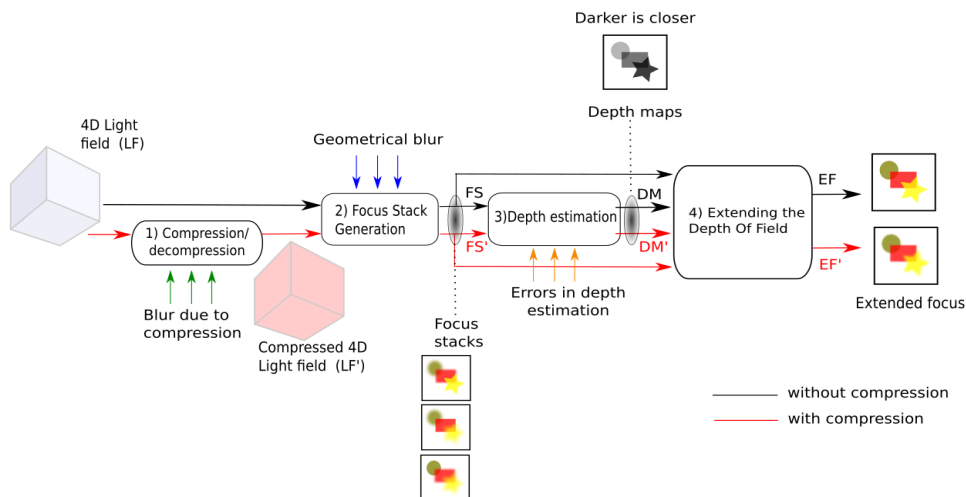 Darker is closer
Depth maps
4D Light
field  (LF)
Geometrical blur
1) Compression/
decompression
2) Focus Stack
Generation
FS
FS'
3)Depth estimation
DM
DM'
4) Extending the
Depth Of Field
EF
EF'
Extended focus
Blur due to
compression
Compressed 4D
Light field (LF')
Errors in depth
estimation
Focus
stacks
without compression
with compression